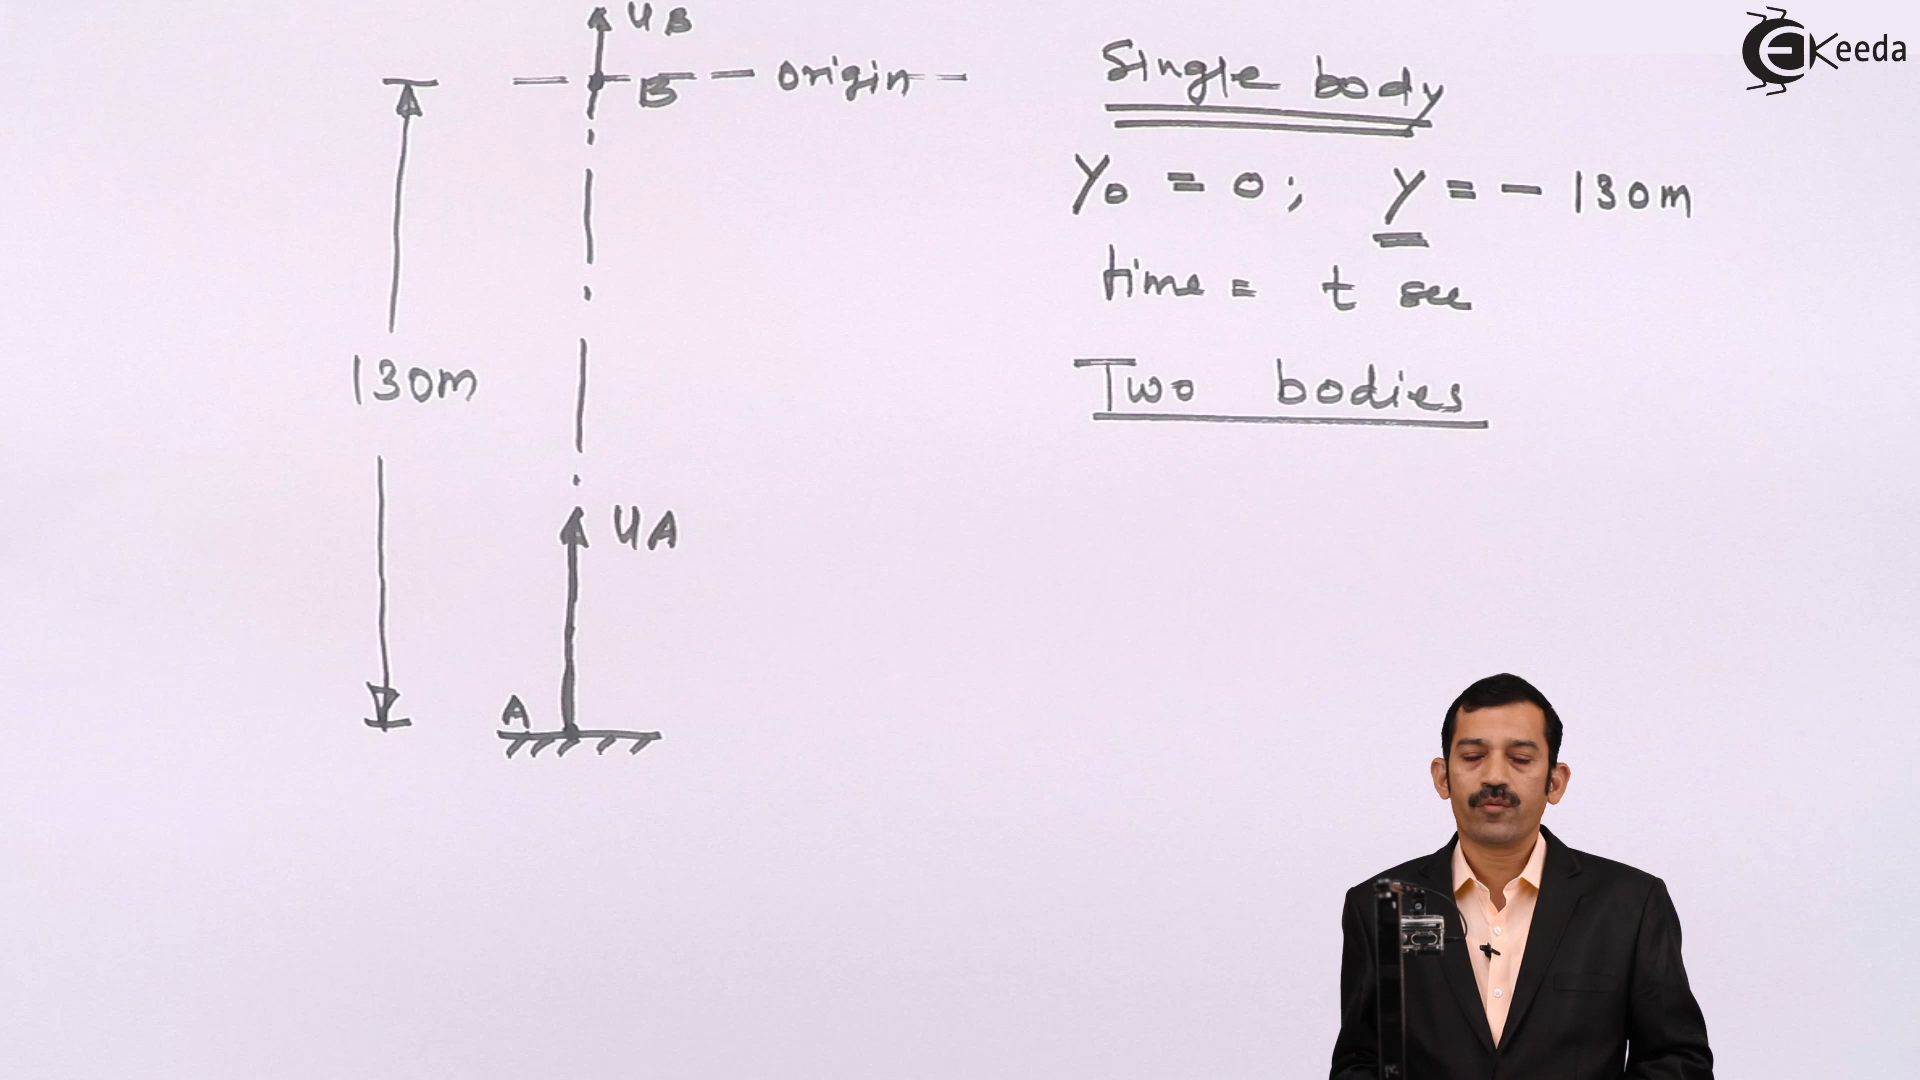 EKeeda
uB
B
origin
130m
uA
A
Single body
Y0 = 0; Y = - 130m
time = t sec
Two bodies